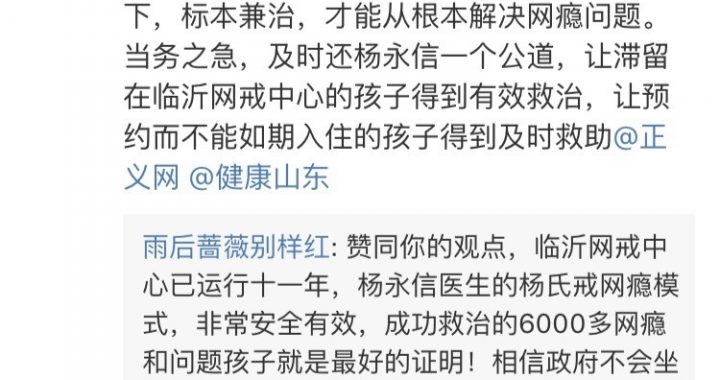 下，标本兼治，才能从根本解决网瘾问题。
当务之急，及时还杨永信一个公道，让滞留
在临沂网戒中心的孩子得到有效救治，让预
约而不能如期入住的孩子得到及时救助@正
义网 @健康山东
雨后蔷薇别样红: 赞同你的观点，临沂网戒中
心已运行十一年，杨永信医生的杨氏戒网瘾模
式，非常安全有效，成功救治的6000多网瘾
和问题孩子就是最好的证明！相信政府不会坐